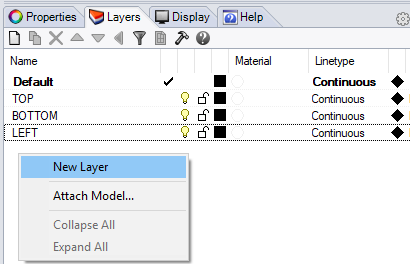 Properties Layers Display Help
Name Material Linetype
Default Continuous
TOP Continuous
BOTTOM Continuous
LEFT Continuous
New Layer
Attach Model...
Collapse All
Expand All